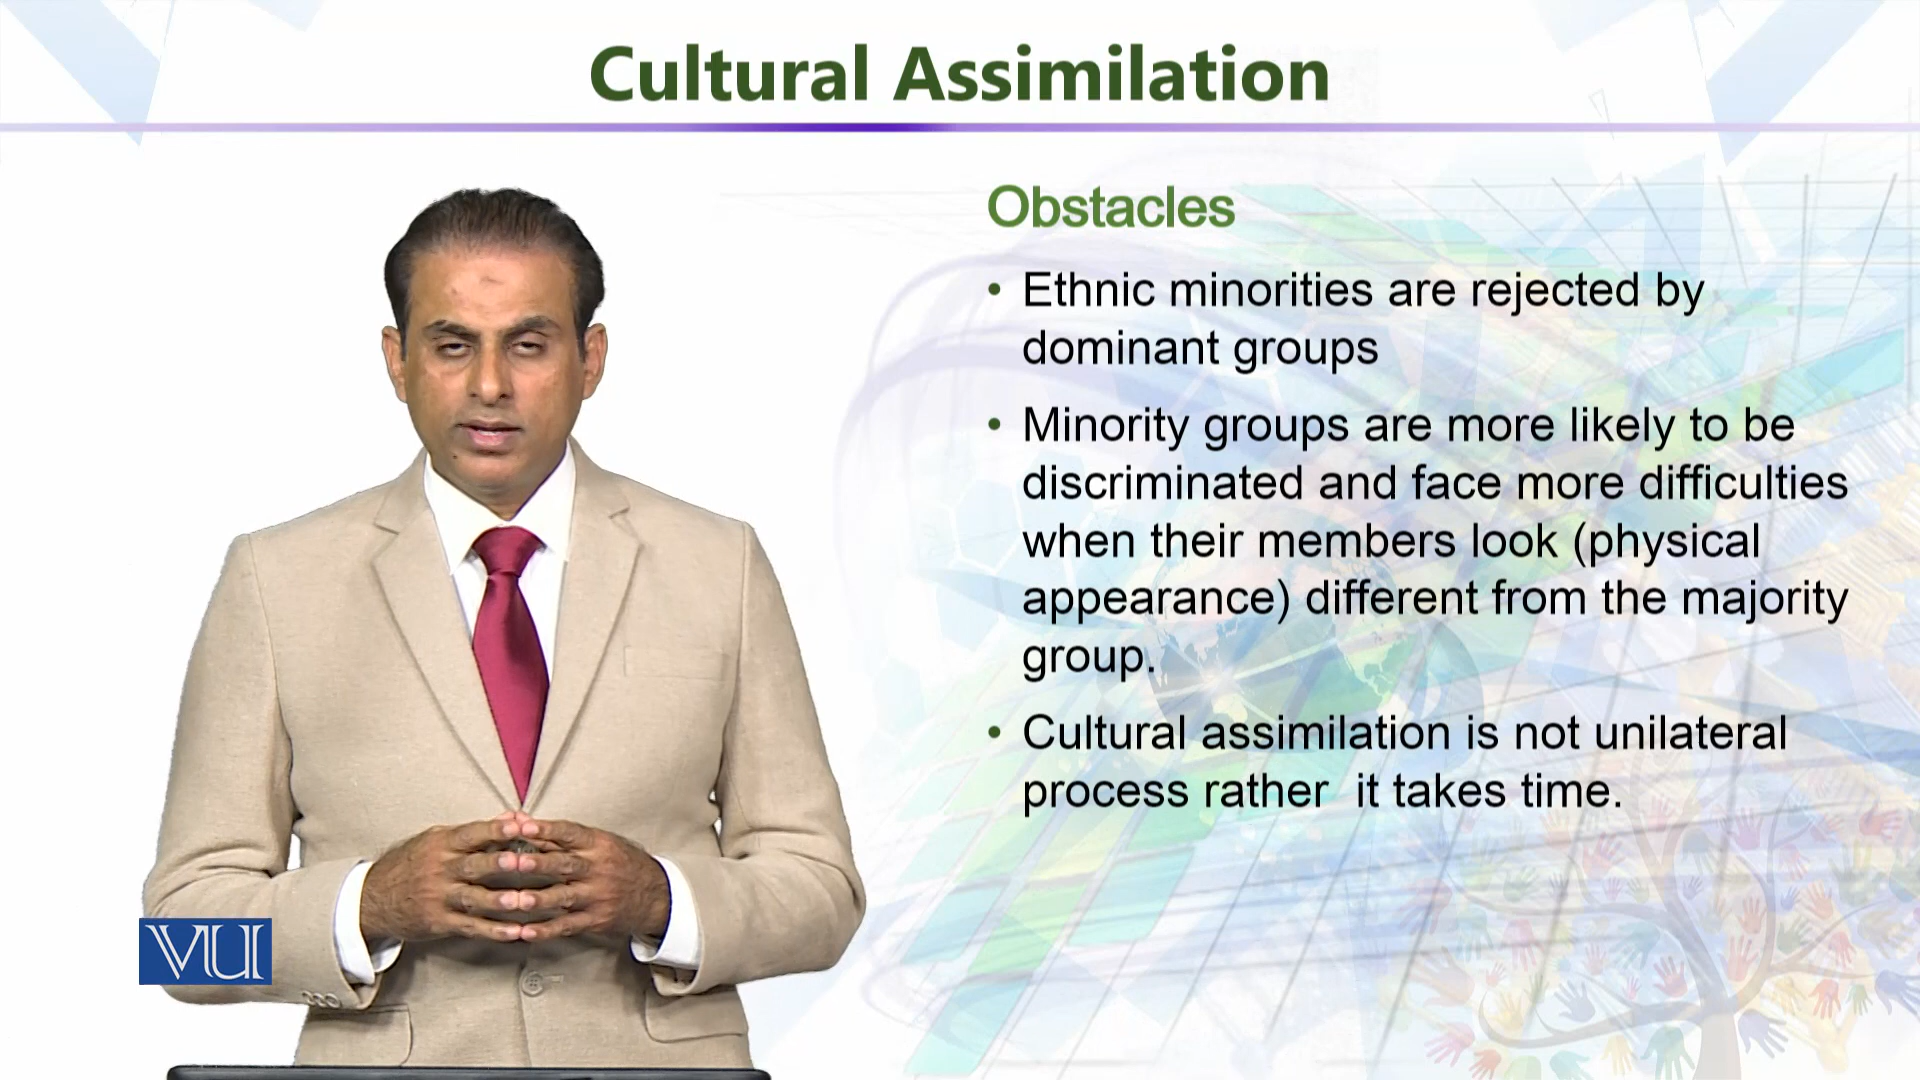 Cultural Assimilation
Obstacles
• Ethnic minorities are rejected by
dominant groups
• Minority groups are more likely to be
discriminated and face more difficulties
when their members look (physical
appearance) different from the majority
group.
• Cultural assimilation is not unilateral
process rather  it takes time.
VU